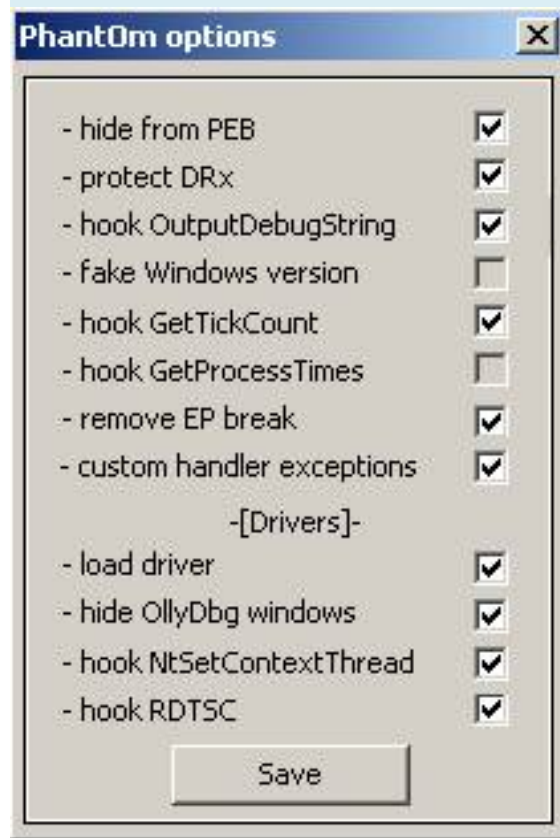 PhantOm options
- hide from PEB
- protect DRx
- hook OutputDebugString
- fake Windows version
- hook GetTickCount
- hook GetProcessTimes
- remove EP break
- custom handler exceptions
-[Drivers]-
- load driver
- hide OllyDbg windows
- hook NtSetContextThread
- hook RDTSC
Save